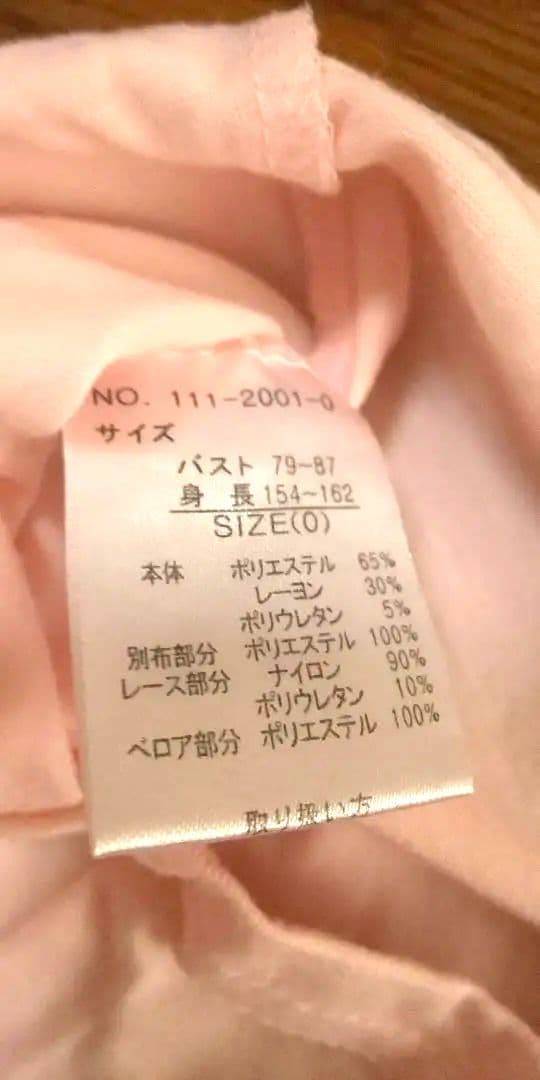 NO. 111-2001-0
サイズ
バスト 79~87
身 長 154~162
SIZE(0)
本体 ポリエステル 65%
レーヨン 30%
ポリウレタン 5%
別布部分 ポリエステル 100%
レース部分 ナイロン 90%
ポリウレタン 10%
ベロア部分 ポリエステル 100%
取り扱い方